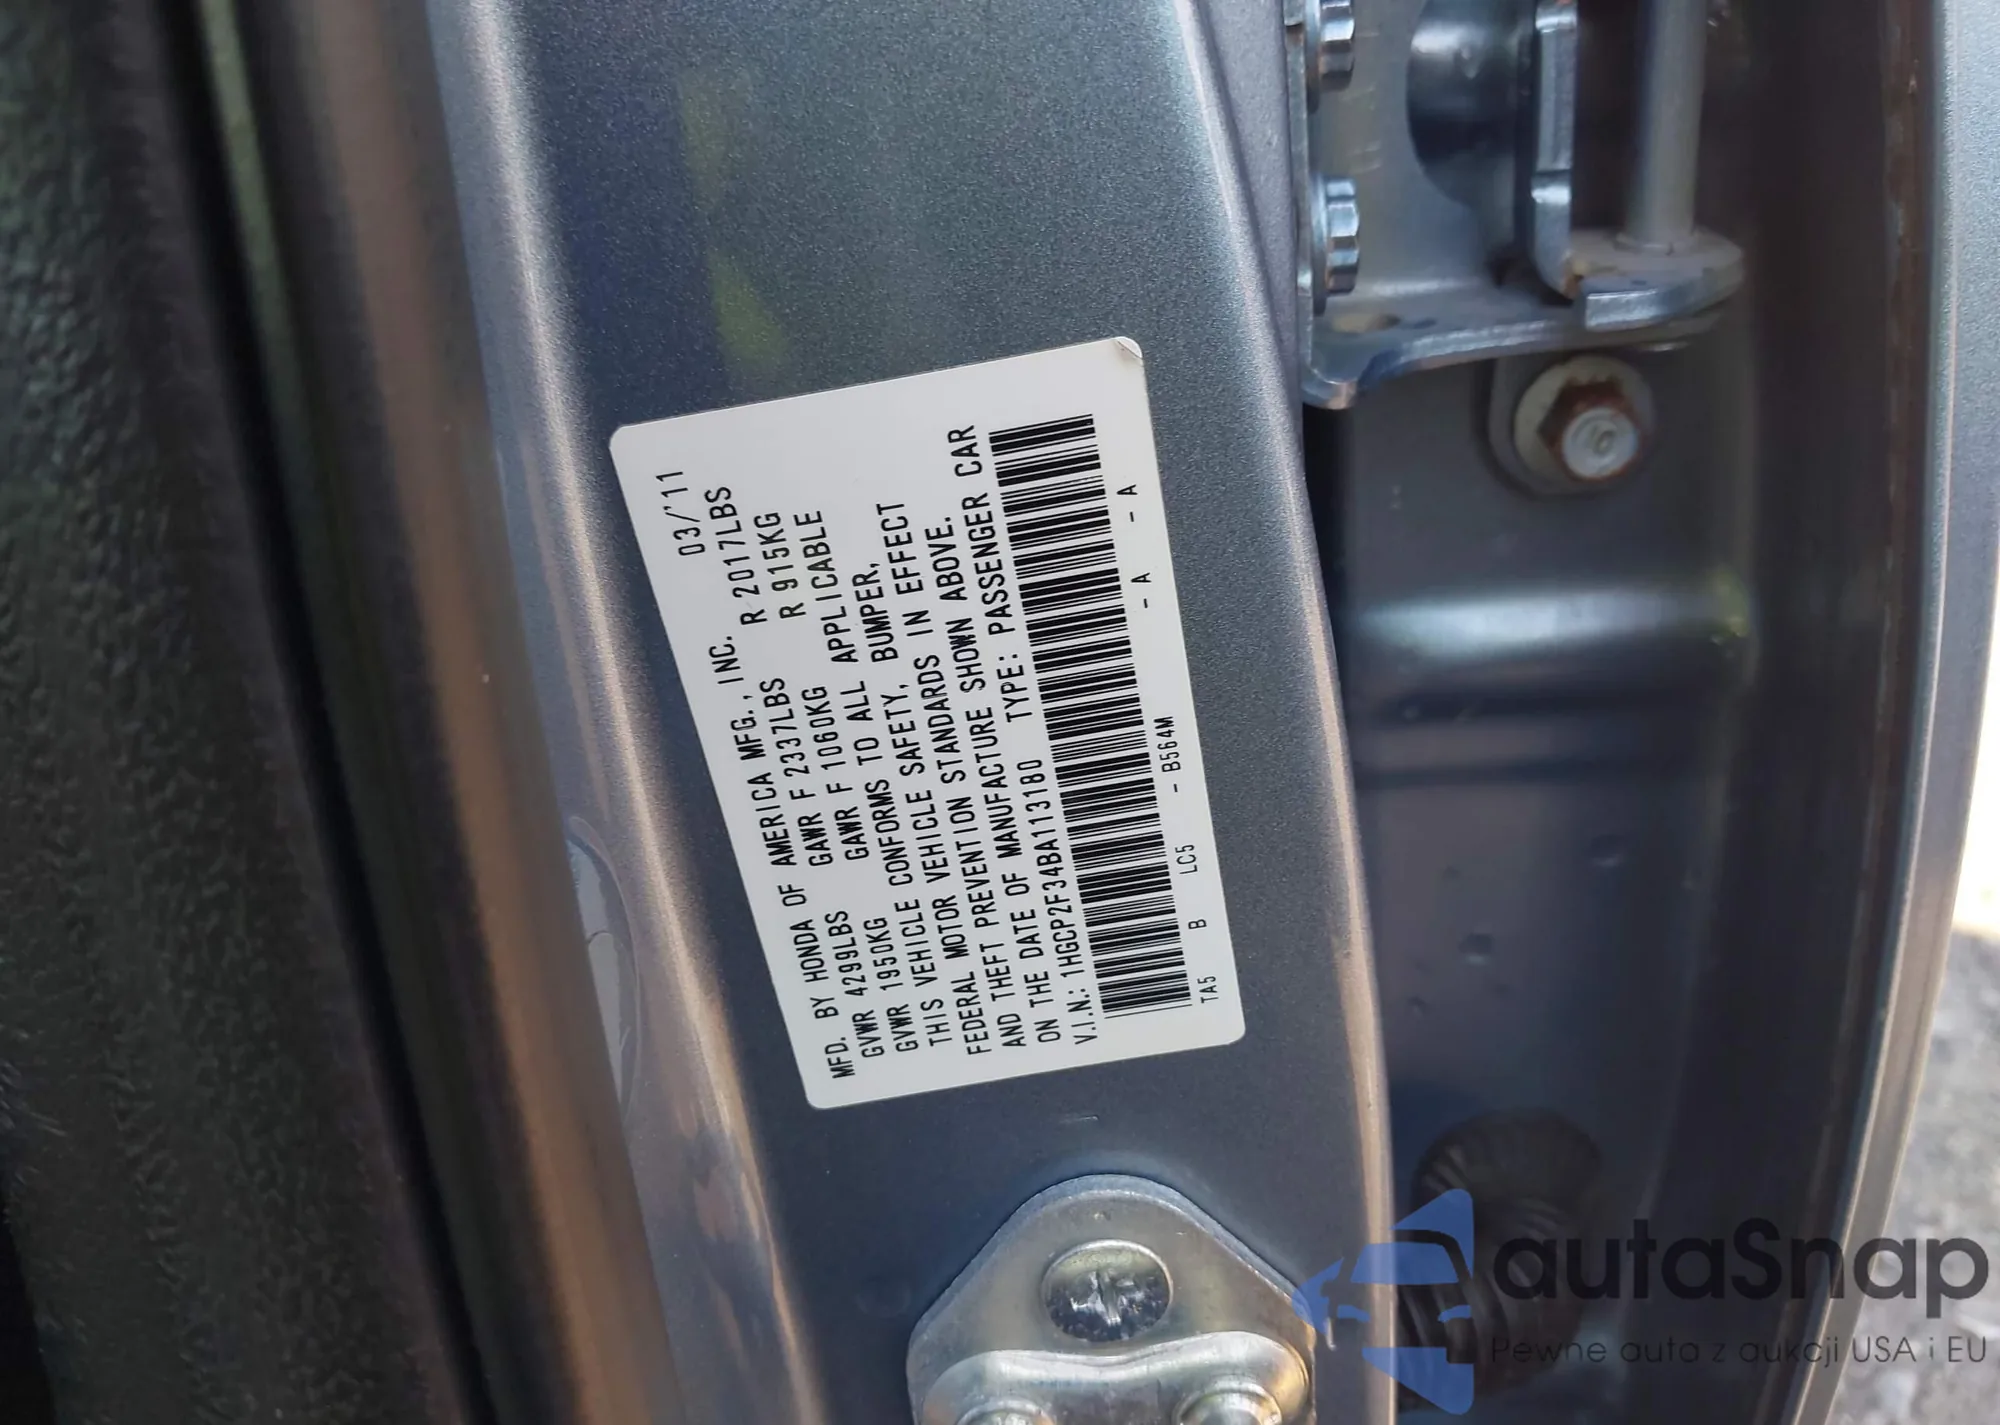 MFD. BY HONDA OF AMERICA MFG., INC. 03/'11
GVWR 4299LBS GAWR F 2337LBS R 2017LBS
GVWR 1950KG GAWR F 1060KG R 915KG
THIS VEHICLE CONFORMS TO ALL APPLICABLE
FEDERAL MOTOR VEHICLE SAFETY, BUMPER,
AND THEFT PREVENTION STANDARDS IN EFFECT
ON THE DATE OF MANUFACTURE SHOWN ABOVE.
V.I.N.: 1HGCP2F34BA113180 TYPE: PASSENGER CAR
TA5 B LC5 - B564M - A - A
10
autaSnap
Pewne auta z aukcji USA i EU